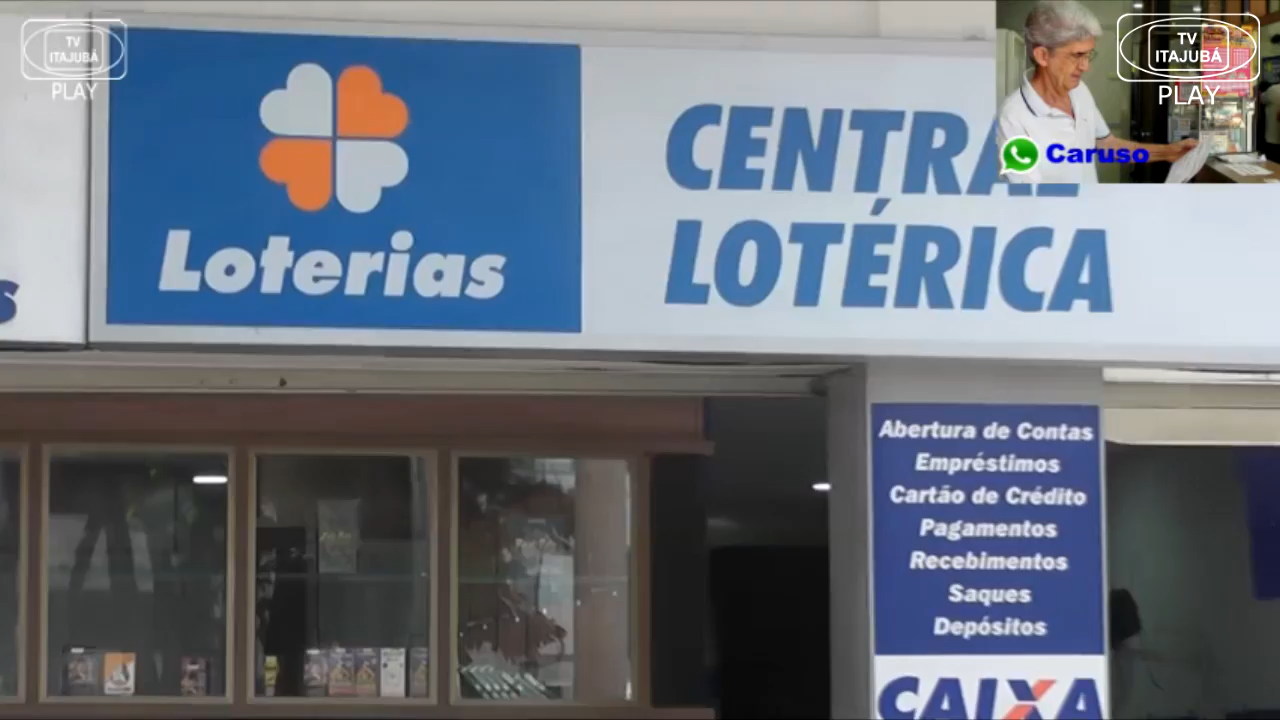 TV
ITAJUBÁ
PLAY
TV
ITAJUBÁ
PLAY
Caruso
Loterias
CENTRAL
LOTÉRICA
Abertura de Contas
Empréstimos
Cartão de Crédito
Pagamentos
Recebimentos
Saques
Depósitos
CAIXA